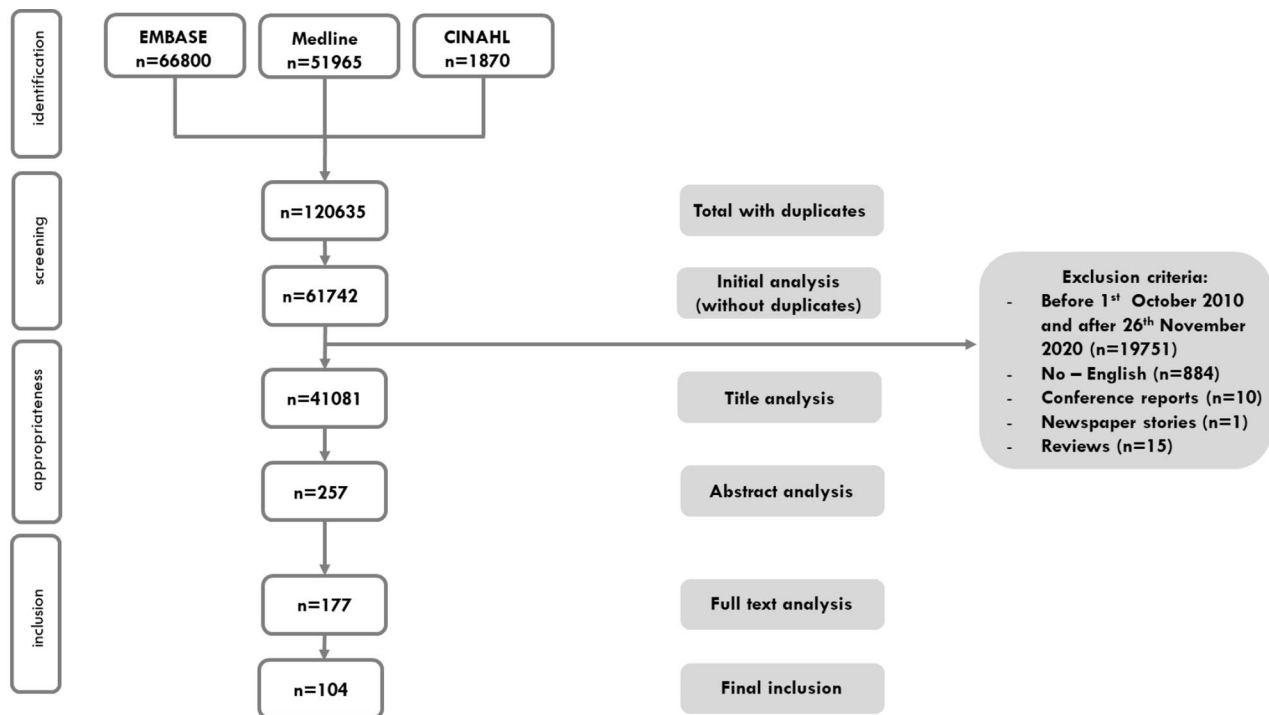 identification
EMBASE
n=66800
Medline
n=51965
CINAHL
n=1870
screening
n=120635
Total with duplicates
n=61742
Initial analysis
(without duplicates)
Exclusion criteria:
- Before 1st October 2010
and after 26th November
2020 (n=19751)
- No – English (n=884)
- Conference reports (n=10)
- Newspaper stories (n=1)
- Reviews (n=15)
appropriateness
n=41081
Title analysis
n=257
Abstract analysis
inclusion
n=177
Full text analysis
n=104
Final inclusion